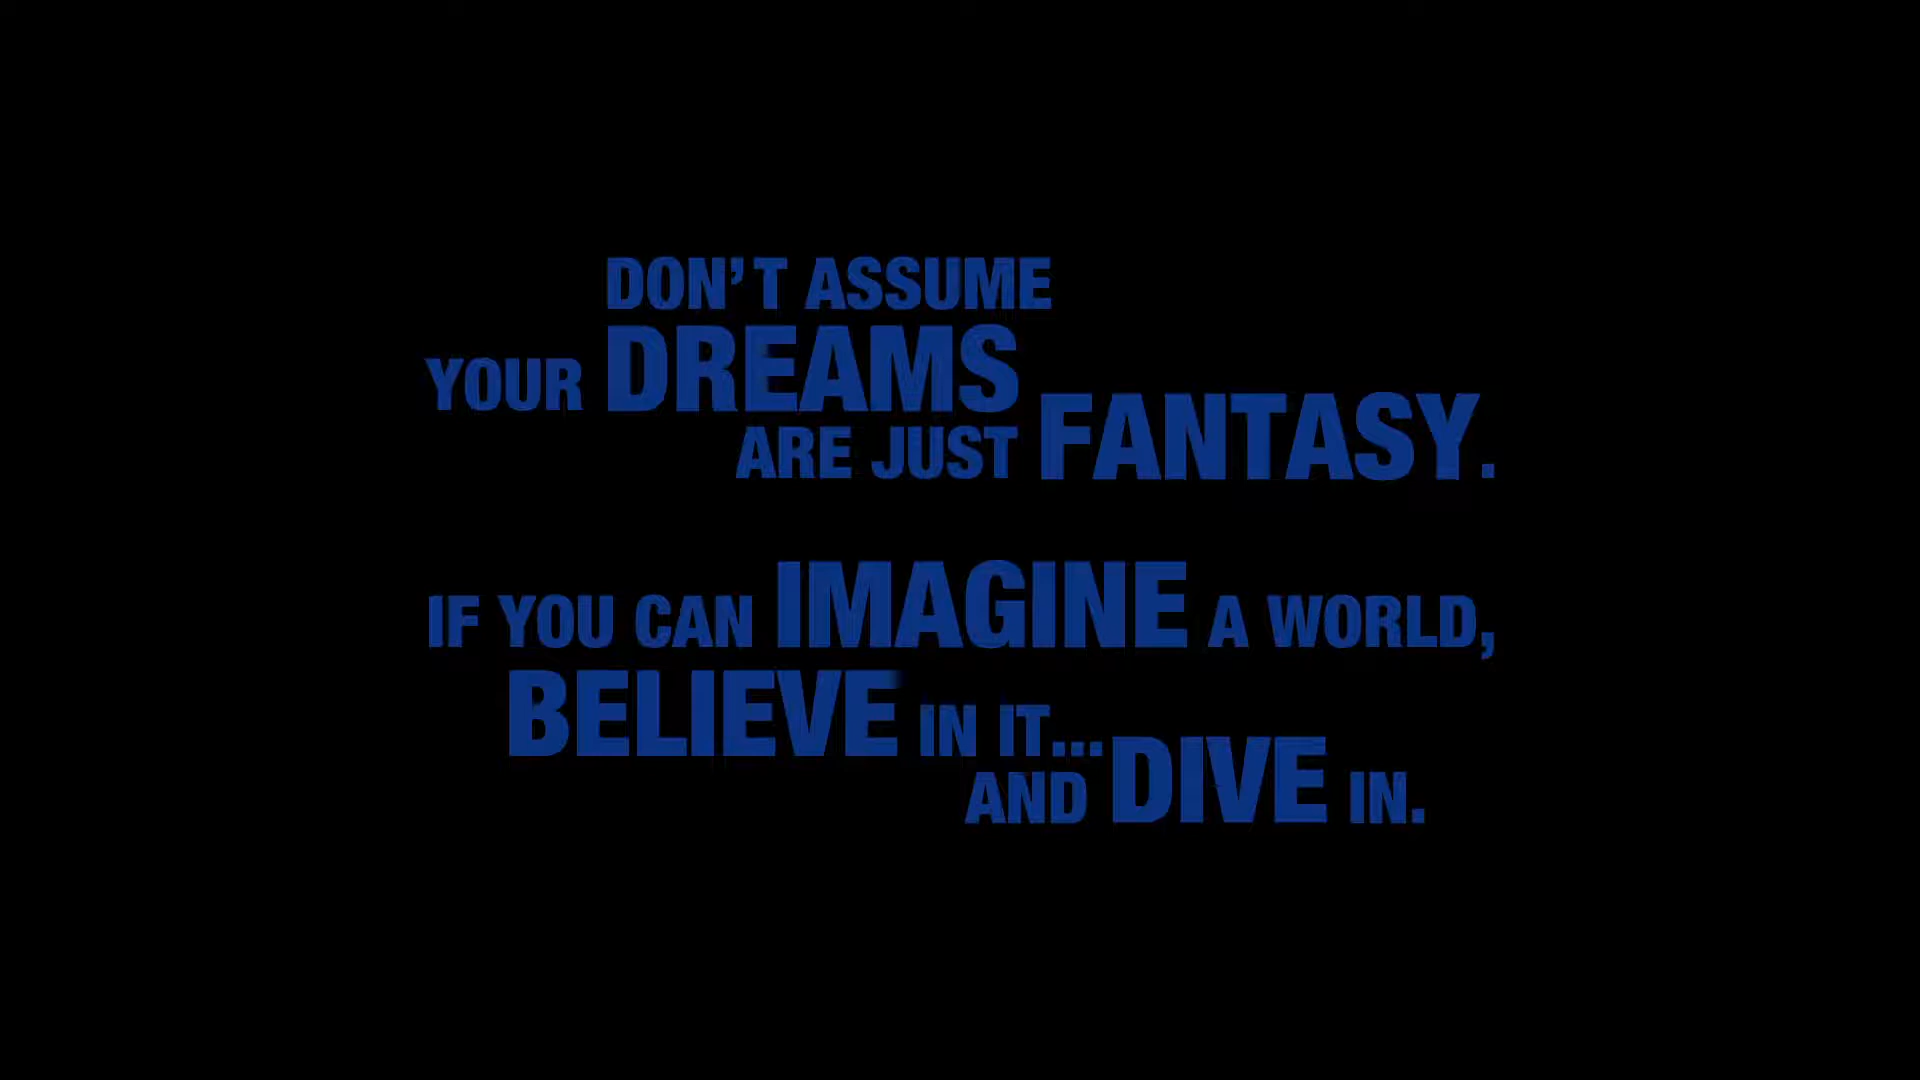 DON'T ASSUME
YOUR DREAMS
ARE JUST FANTASY.
IF YOU CAN IMAGINE A WORLD,
BELIEVE IN IT...
AND DIVE IN.